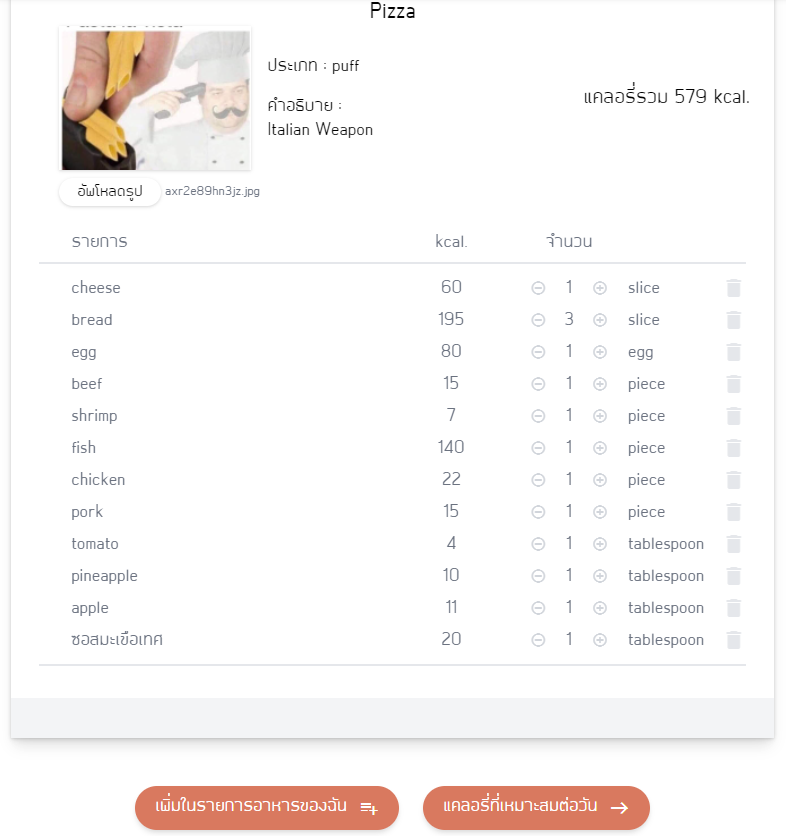 Pizza
ประเภท : puff
คำอธิบาย :
Italian Weapon
แคลอรี่รวม 579 kcal.
อัพโหลดรูป axr2e89hn3jz.jpg
รายการ kcal. จำนวน
cheese 60 1 slice
bread 195 3 slice
egg 80 1 egg
beef 15 1 piece
shrimp 7 1 piece
fish 140 1 piece
chicken 22 1 piece
pork 15 1 piece
tomato 4 1 tablespoon
pineapple 10 1 tablespoon
apple 11 1 tablespoon
ซอสมะเขือเทศ 20 1 tablespoon
เพิ่มในรายการอาหารของฉัน แคลอรี่ที่เหมาะสมต่อวัน